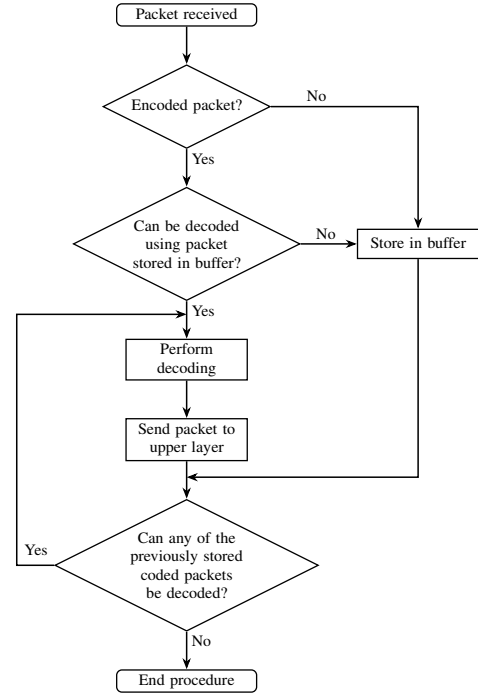 Packet received
Encoded packet?
No
Yes
Can be decoded
using packet
stored in buffer?
No
Store in buffer
Yes
Perform
decoding
Send packet to
upper layer
Can any of the
previously stored
coded packets
be decoded?
Yes
No
End procedure